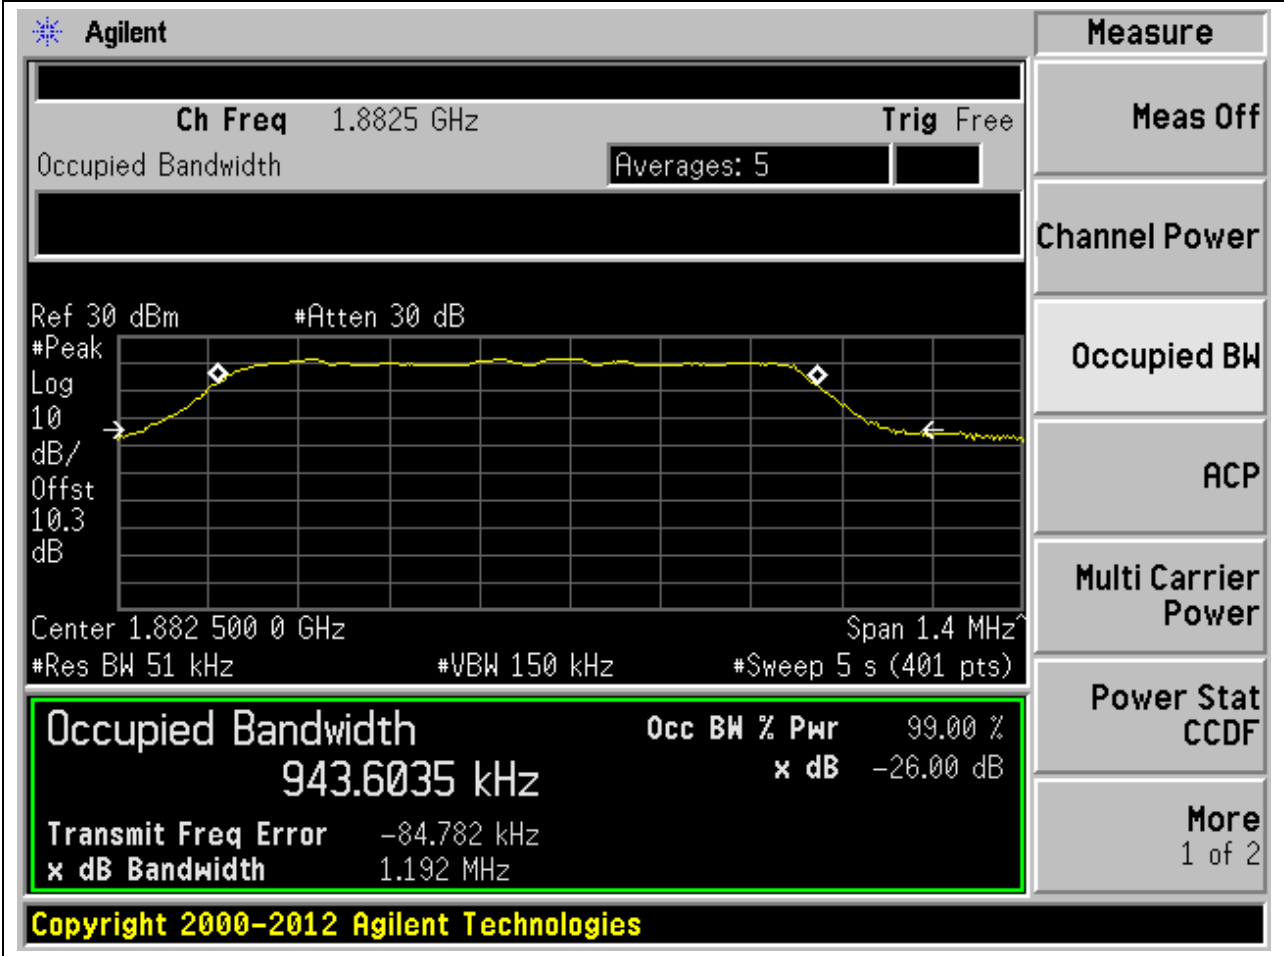 Agilent
Measure
Ch Freq 1.8825 GHz Trig Free
Occupied Bandwidth Averages: 5
Ref 30 dBm #Atten 30 dB
#Peak
Log
10
dB/
Offst
10.3
dB
Center 1.882 500 0 GHz Span 1.4 MHz^
#Res BW 51 kHz #VBW 150 kHz #Sweep 5 s (401 pts)
Occupied Bandwidth Occ BW % Pwr 99.00 %
943.6035 kHz x dB -26.00 dB
Transmit Freq Error -84.782 kHz
x dB Bandwidth 1.192 MHz
Meas Off
Channel Power
Occupied BW
ACP
Multi Carrier
Power
Power Stat
CCDF
More
1 of 2
Copyright 2000-2012 Agilent Technologies